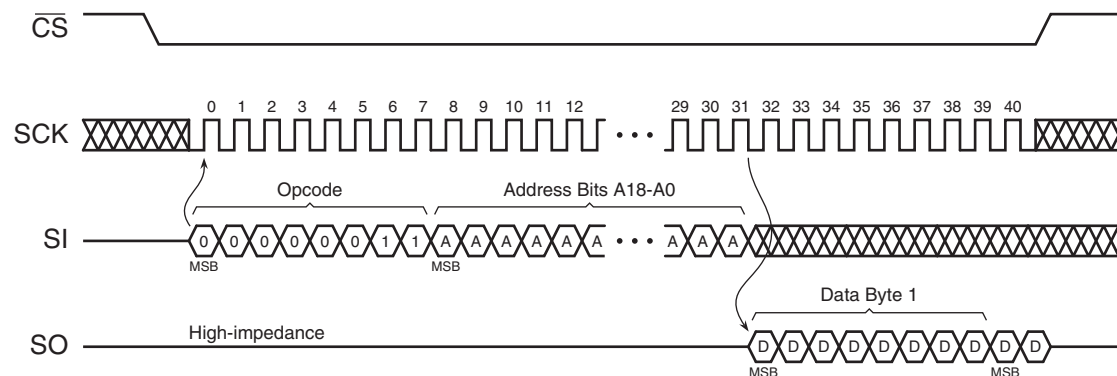 CS
0 1 2 3 4 5 6 7 8 9 10 11 12 29 30 31 32 33 34 35 36 37 38 39 40
SCK
Opcode Address Bits A18-A0
SI 0 0 0 0 0 0 1 1 A A A A A A A A A
MSB MSB
Data Byte 1
High-impedance
SO D D D D D D D D D D
MSB MSB